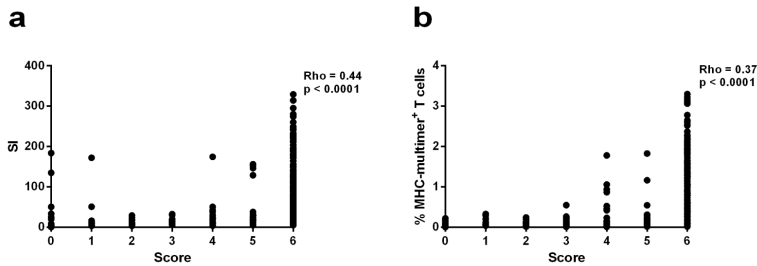 a
b
400
300
200
100
0
SI
Rho = 0.44
p < 0.0001
0 1 2 3 4 5 6
Score
4
3
2
1
0
% MHC-multimer⁺ T cells
Rho = 0.37
p < 0.0001
0 1 2 3 4 5 6
Score